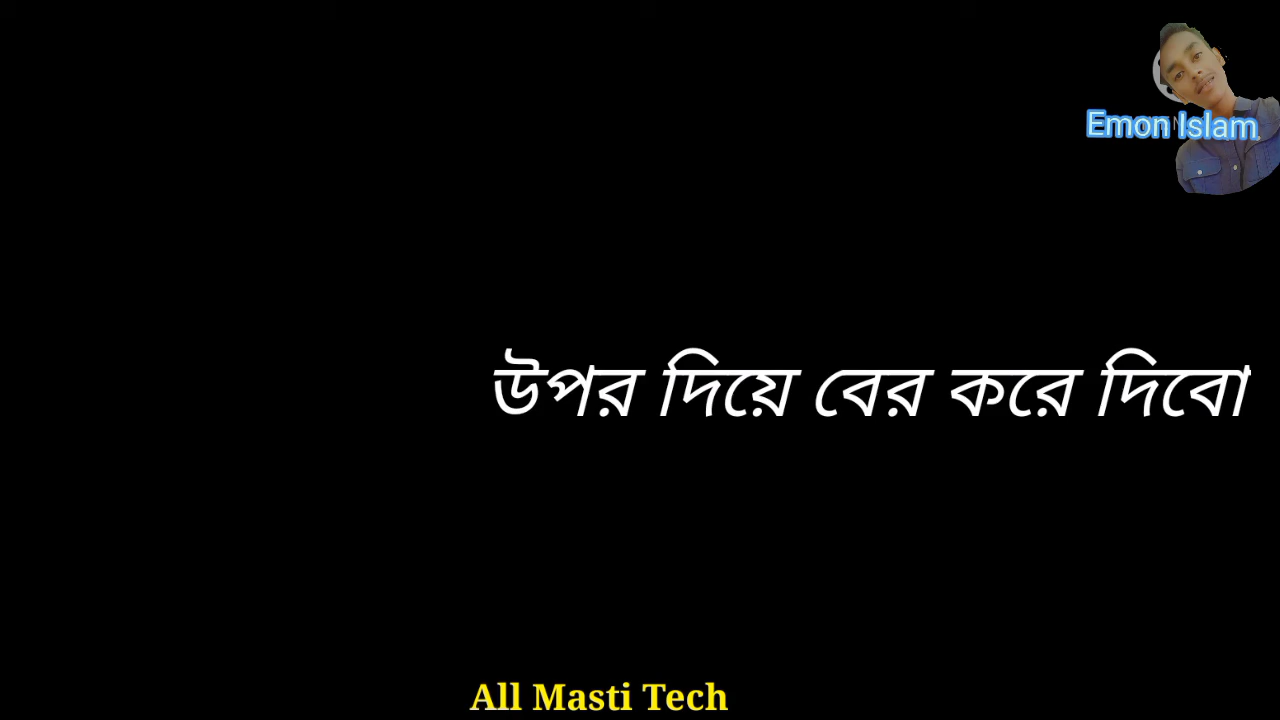 Emon Islam
উপর দিয়ে বের করে দিবো
All Masti Tech